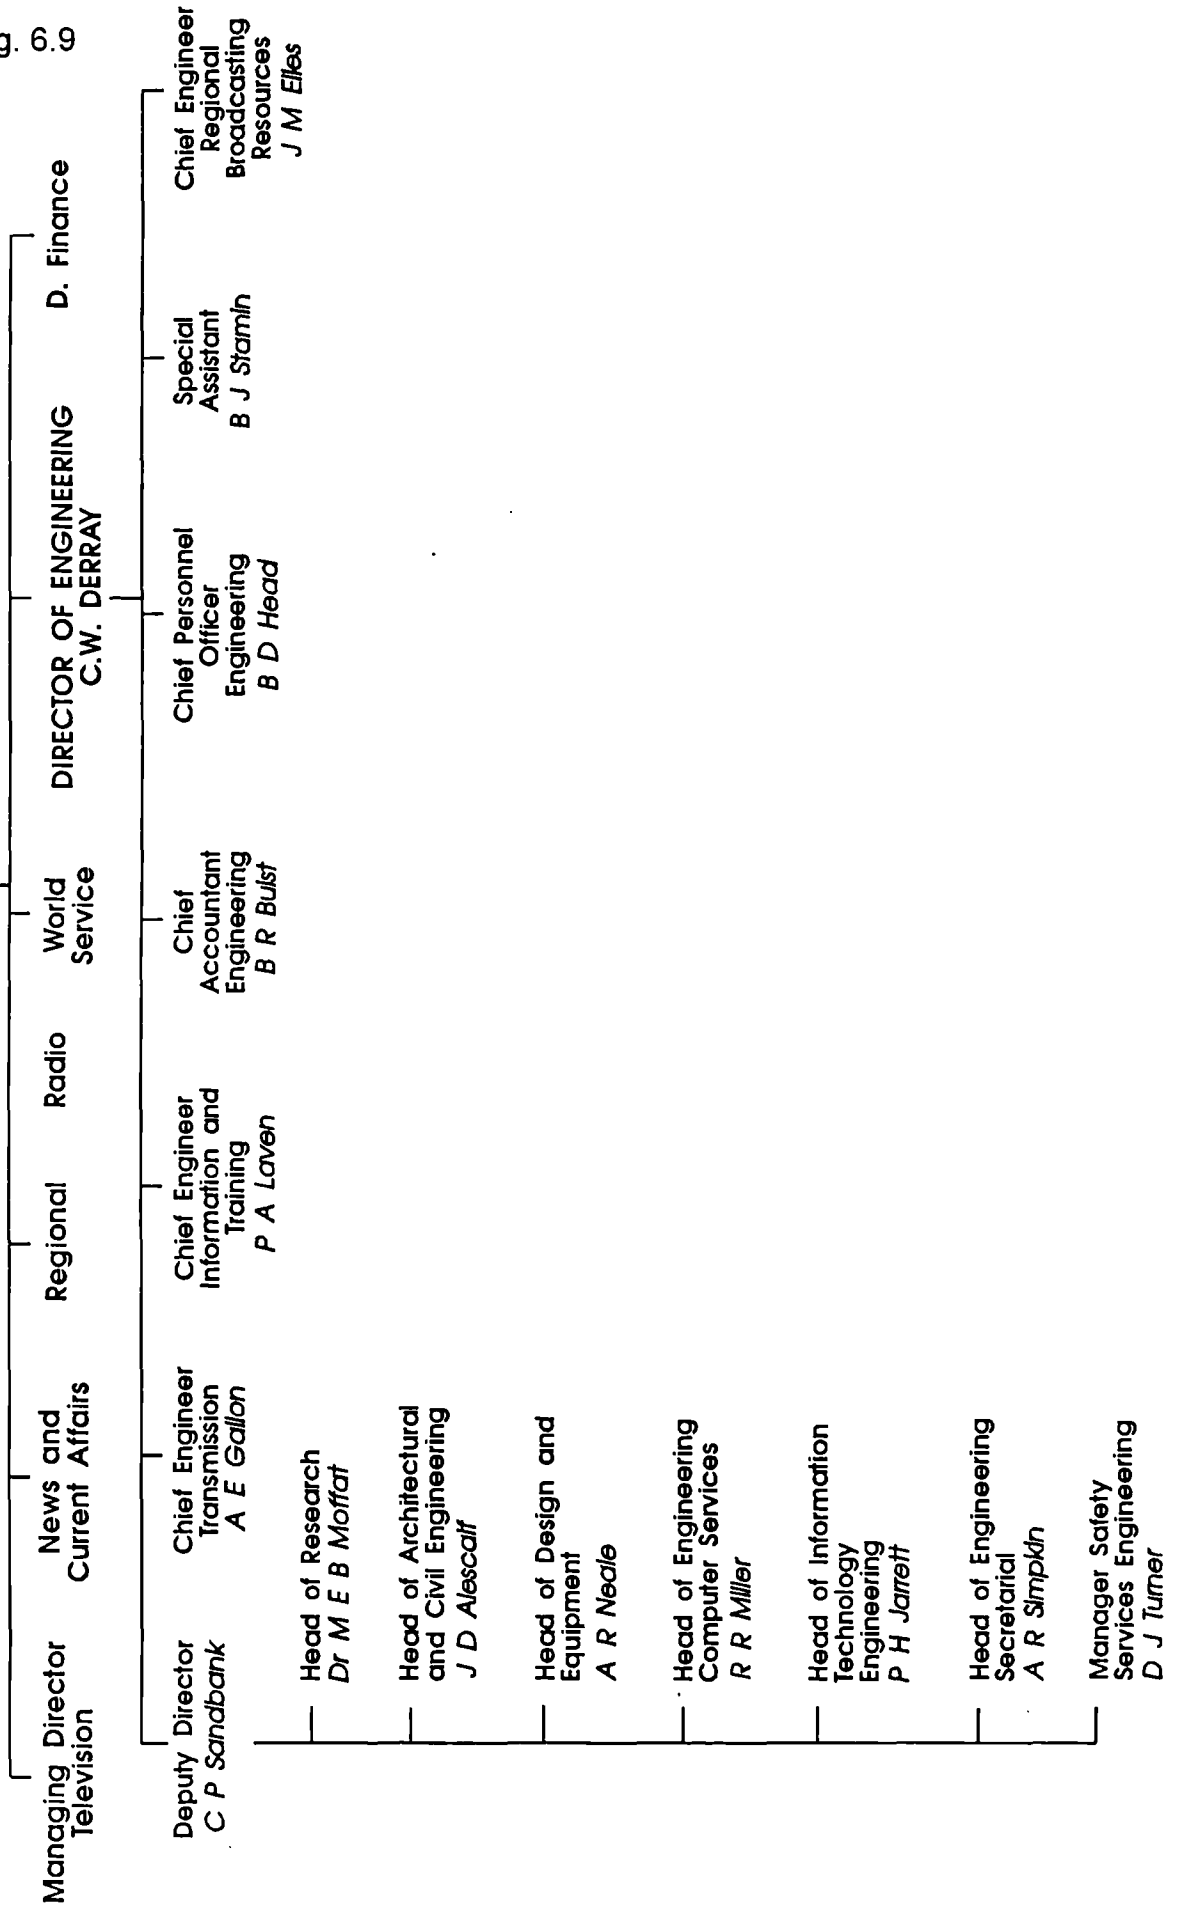 g. 6.9
Managing Director
Television
News and
Current Affairs
Regional
Radio
World
Service
DIRECTOR OF ENGINEERING
C.W. DERRAY
D. Finance
Deputy Director
C P Sandbank
Chief Engineer
Transmission
A E Gallon
Chief Engineer
Information and
Training
P A Laven
Chief
Accountant
Engineering
B R Bulst
Chief Personnel
Officer
Engineering
B D Head
Special
Assistant
B J Stamin
Chief Engineer
Regional
Broadcasting
Resources
J M Elles
Head of Research
Dr M E B Moffat
Head of Architectural
and Civil Engineering
J D Alescalf
Head of Design and
Equipment
A R Neale
Head of Engineering
Computer Services
R R Miller
Head of Information
Technology
Engineering
P H Jarrett
Head of Engineering
Secretarial
A R Simpkin
Manager Safety
Services Engineering
D J Turner